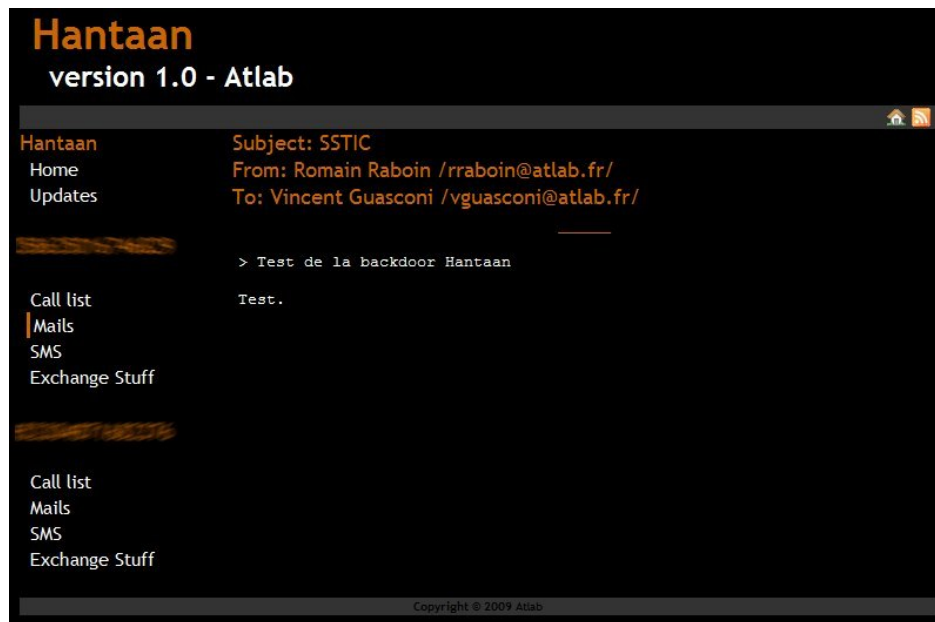 Hantaan
version 1.0 - Atlab
Hantaan
Home
Updates
Call list
Mails
SMS
Exchange Stuff
Call list
Mails
SMS
Exchange Stuff
Subject: SSTIC
From: Romain Raboin /rraboin@atlab.fr/
To: Vincent Guasconi /vguasconi@atlab.fr/
> Test de la backdoor Hantaan
Test.
Copyright © 2009 Atlab